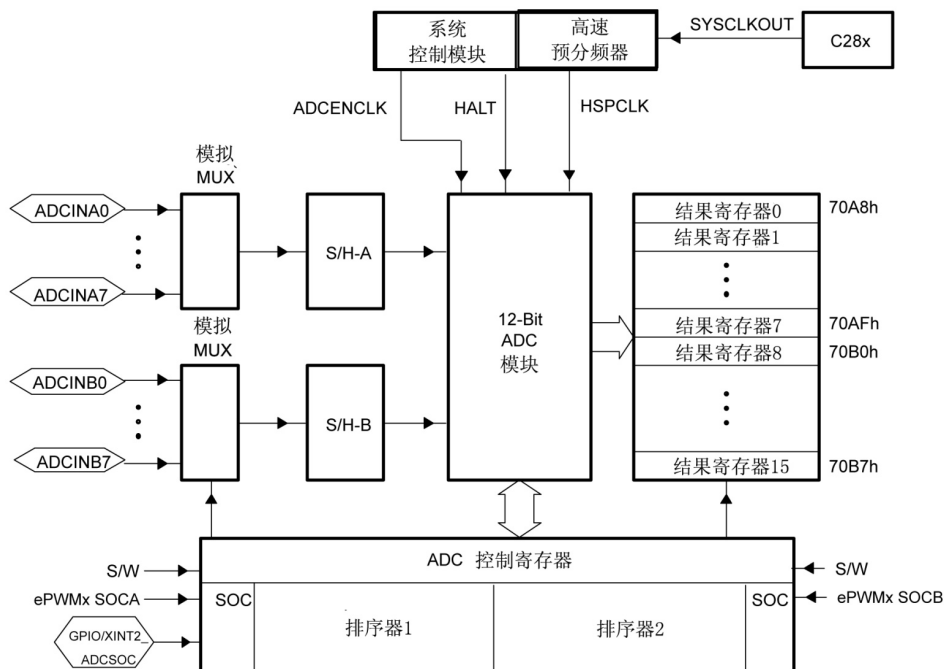 系统
控制模块
高速
预分频器
SYSCLKOUT
C28x
ADCENCLK
HALT
HSPCLK
模拟
MUX
ADCINA0
ADCINA7
S/H-A
模拟
MUX
ADCINB0
ADCINB7
S/H-B
12-Bit
ADC
模块
结果寄存器0
70A8h
结果寄存器1
结果寄存器7
70AFh
结果寄存器8
70B0h
结果寄存器15
70B7h
ADC 控制寄存器
S/W
S/W
ePWMx SOCA
SOC
SOC
ePWMx SOCB
GPIO/XINT2_
ADCSOC
排序器1
排序器2